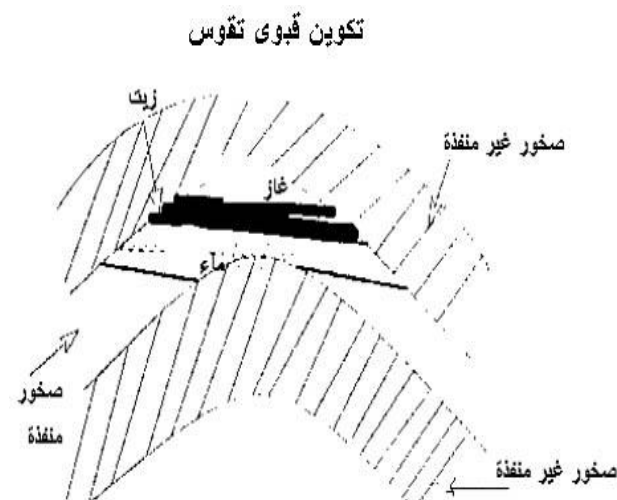 تكوين قبوى تقوس
زيت
صخور غير منفذة
غاز
ماء
صخور
منفذة
صخور غير منفذة